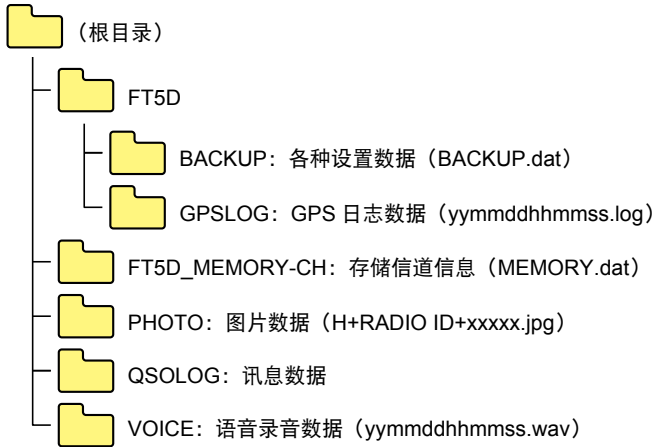 （根目录）
FT5D
BACKUP：各种设置数据（BACKUP.dat）
GPSLOG：GPS 日志数据（yymmddhhmmss.log）
FT5D_MEMORY-CH：存储信道信息（MEMORY.dat）
PHOTO：图片数据（H+RADIO ID+xxxxx.jpg）
QSOLOG：讯息数据
VOICE：语音录音数据（yymmddhhmmss.wav）